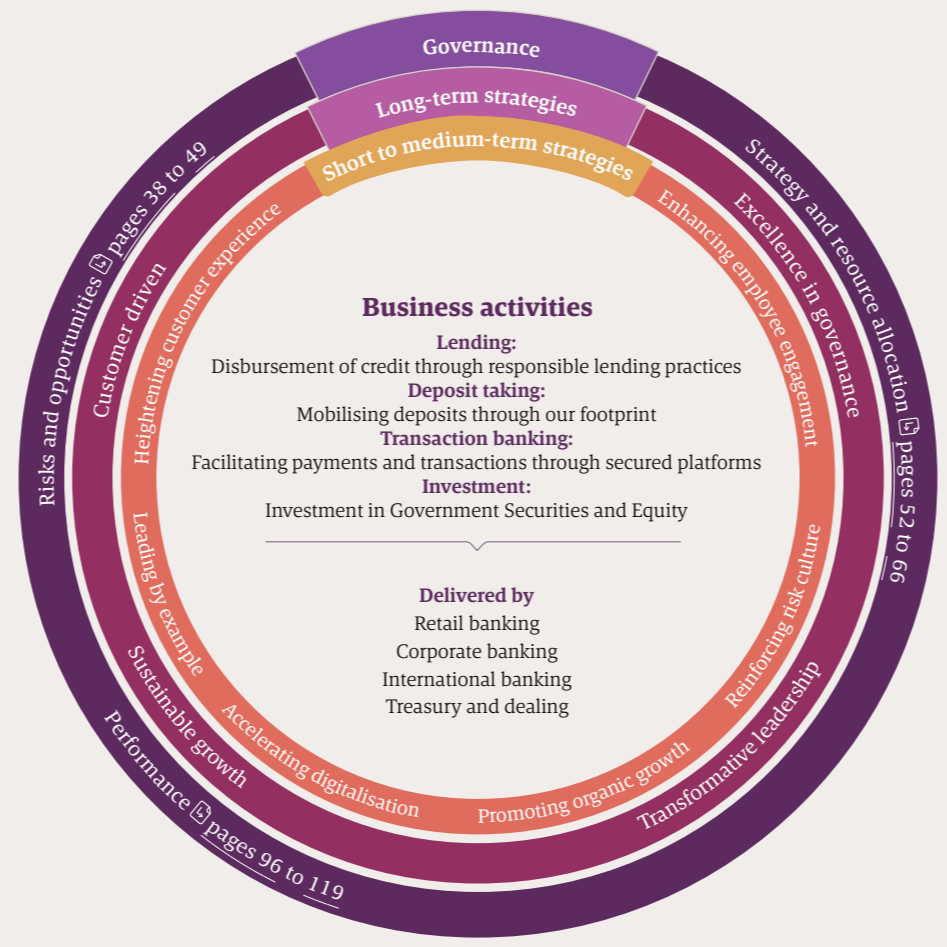 Governance
Long-term strategies
Short to medium-term strategies
Risks and opportunities pages 38 to 49
Strategy and resource allocation pages 52 to 66
Performance pages 96 to 119
Customer driven
Excellence in governance
Transformative leadership
Sustainable growth
Heightening customer experience
Enhancing employee engagement
Reinforcing risk culture
Promoting organic growth
Accelerating digitalisation
Leading by example
Business activities
Lending:
Disbursement of credit through responsible lending practices
Deposit taking:
Mobilising deposits through our footprint
Transaction banking:
Facilitating payments and transactions through secured platforms
Investment:
Investment in Government Securities and Equity
Delivered by
Retail banking
Corporate banking
International banking
Treasury and dealing